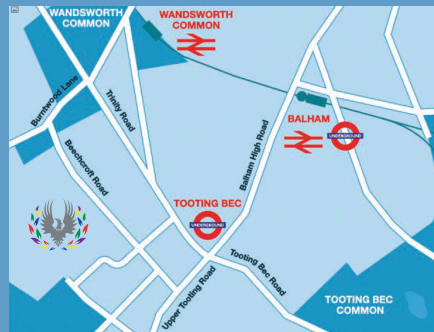 WANDSWORTH
COMMON
WANDSWORTH
COMMON
Burntwood Lane
Trinity Road
Beechcroft Road
Balham High Road
BALHAM
UNDERGROUND
TOOTING BEC
UNDERGROUND
Upper Tooting Road
Tooting Bec Road
TOOTING BEC
COMMON